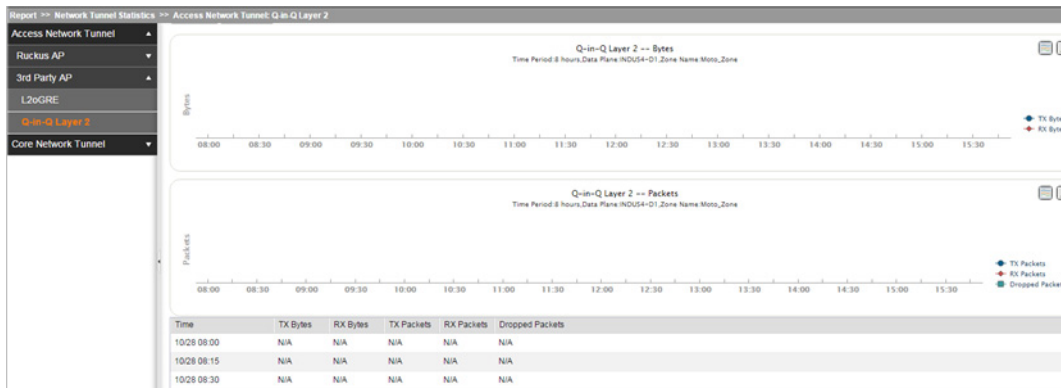 Report >> Network Tunnel Statistics >> Access Network Tunnel: Q-in-Q Layer 2
Access Network Tunnel
Ruckus AP
3rd Party AP
L2oGRE
Q-in-Q Layer 2
Core Network Tunnel
Q-in-Q Layer 2 -- Bytes
Time Period:8 hours,Data Plane:INDUS4-D1,Zone Name:Moto_Zone
Bytes
TX Byte
RX Byte
08:00 08:30 09:00 09:30 10:00 10:30 11:00 11:30 12:00 12:30 13:00 13:30 14:00 14:30 15:00 15:30
Q-in-Q Layer 2 -- Packets
Time Period:8 hours,Data Plane:INDUS4-D1,Zone Name:Moto_Zone
Packets
TX Packets
RX Packets
Dropped Packe
08:00 08:30 09:00 09:30 10:00 10:30 11:00 11:30 12:00 12:30 13:00 13:30 14:00 14:30 15:00 15:30
Time TX Bytes RX Bytes TX Packets RX Packets Dropped Packets
10/28 08:00 N/A N/A N/A N/A N/A
10/28 08:15 N/A N/A N/A N/A N/A
10/28 08:30 N/A N/A N/A N/A N/A